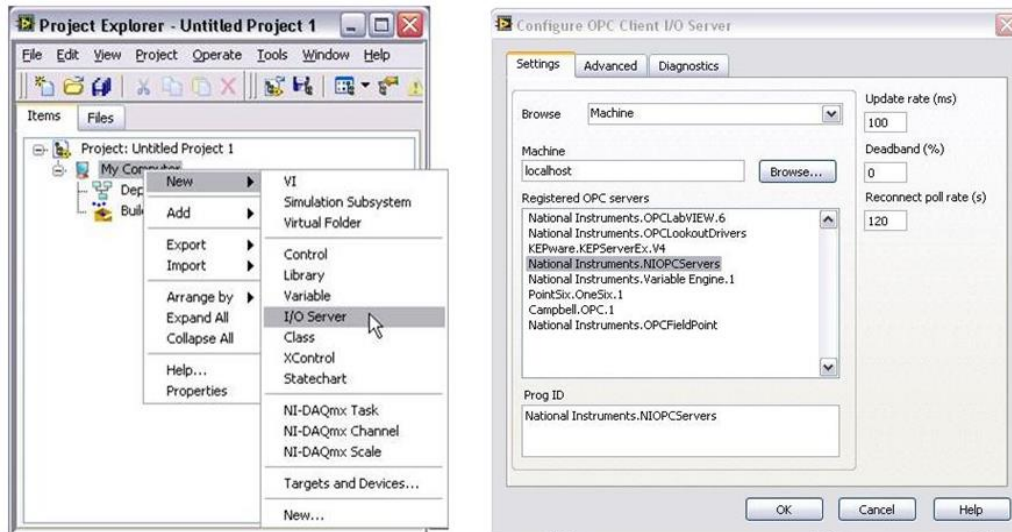 Project Explorer - Untitled Project 1
File Edit View Project Operate Tools Window Help
Items Files
Project: Untitled Project 1
My Computer
New
VI
Simulation Subsystem
Virtual Folder
Add
Export
Control
Import
Library
Arrange by
Variable
Expand All
I/O Server
Collapse All
Class
XControl
Help...
Statechart
Properties
NI-DAQmx Task
NI-DAQmx Channel
NI-DAQmx Scale
Targets and Devices...
New...
Configure OPC Client I/O Server
Settings Advanced Diagnostics
Browse Machine
Update rate (ms)
100
Machine
Deadband (%)
localhost Browse...
0
Registered OPC servers
Reconnect poll rate (s)
120
National Instruments.OPCLabVIEW.6
National Instruments.OPCLookoutDrivers
KEPware.KEPServerEx.V4
National Instruments.NIOPCServers
National Instruments.Variable Engine.1
PointSix.OneSix.1
Campbell.OPC.1
National Instruments.OPCFieldPoint
Prog ID
National Instruments.NIOPCServers
OK Cancel Help